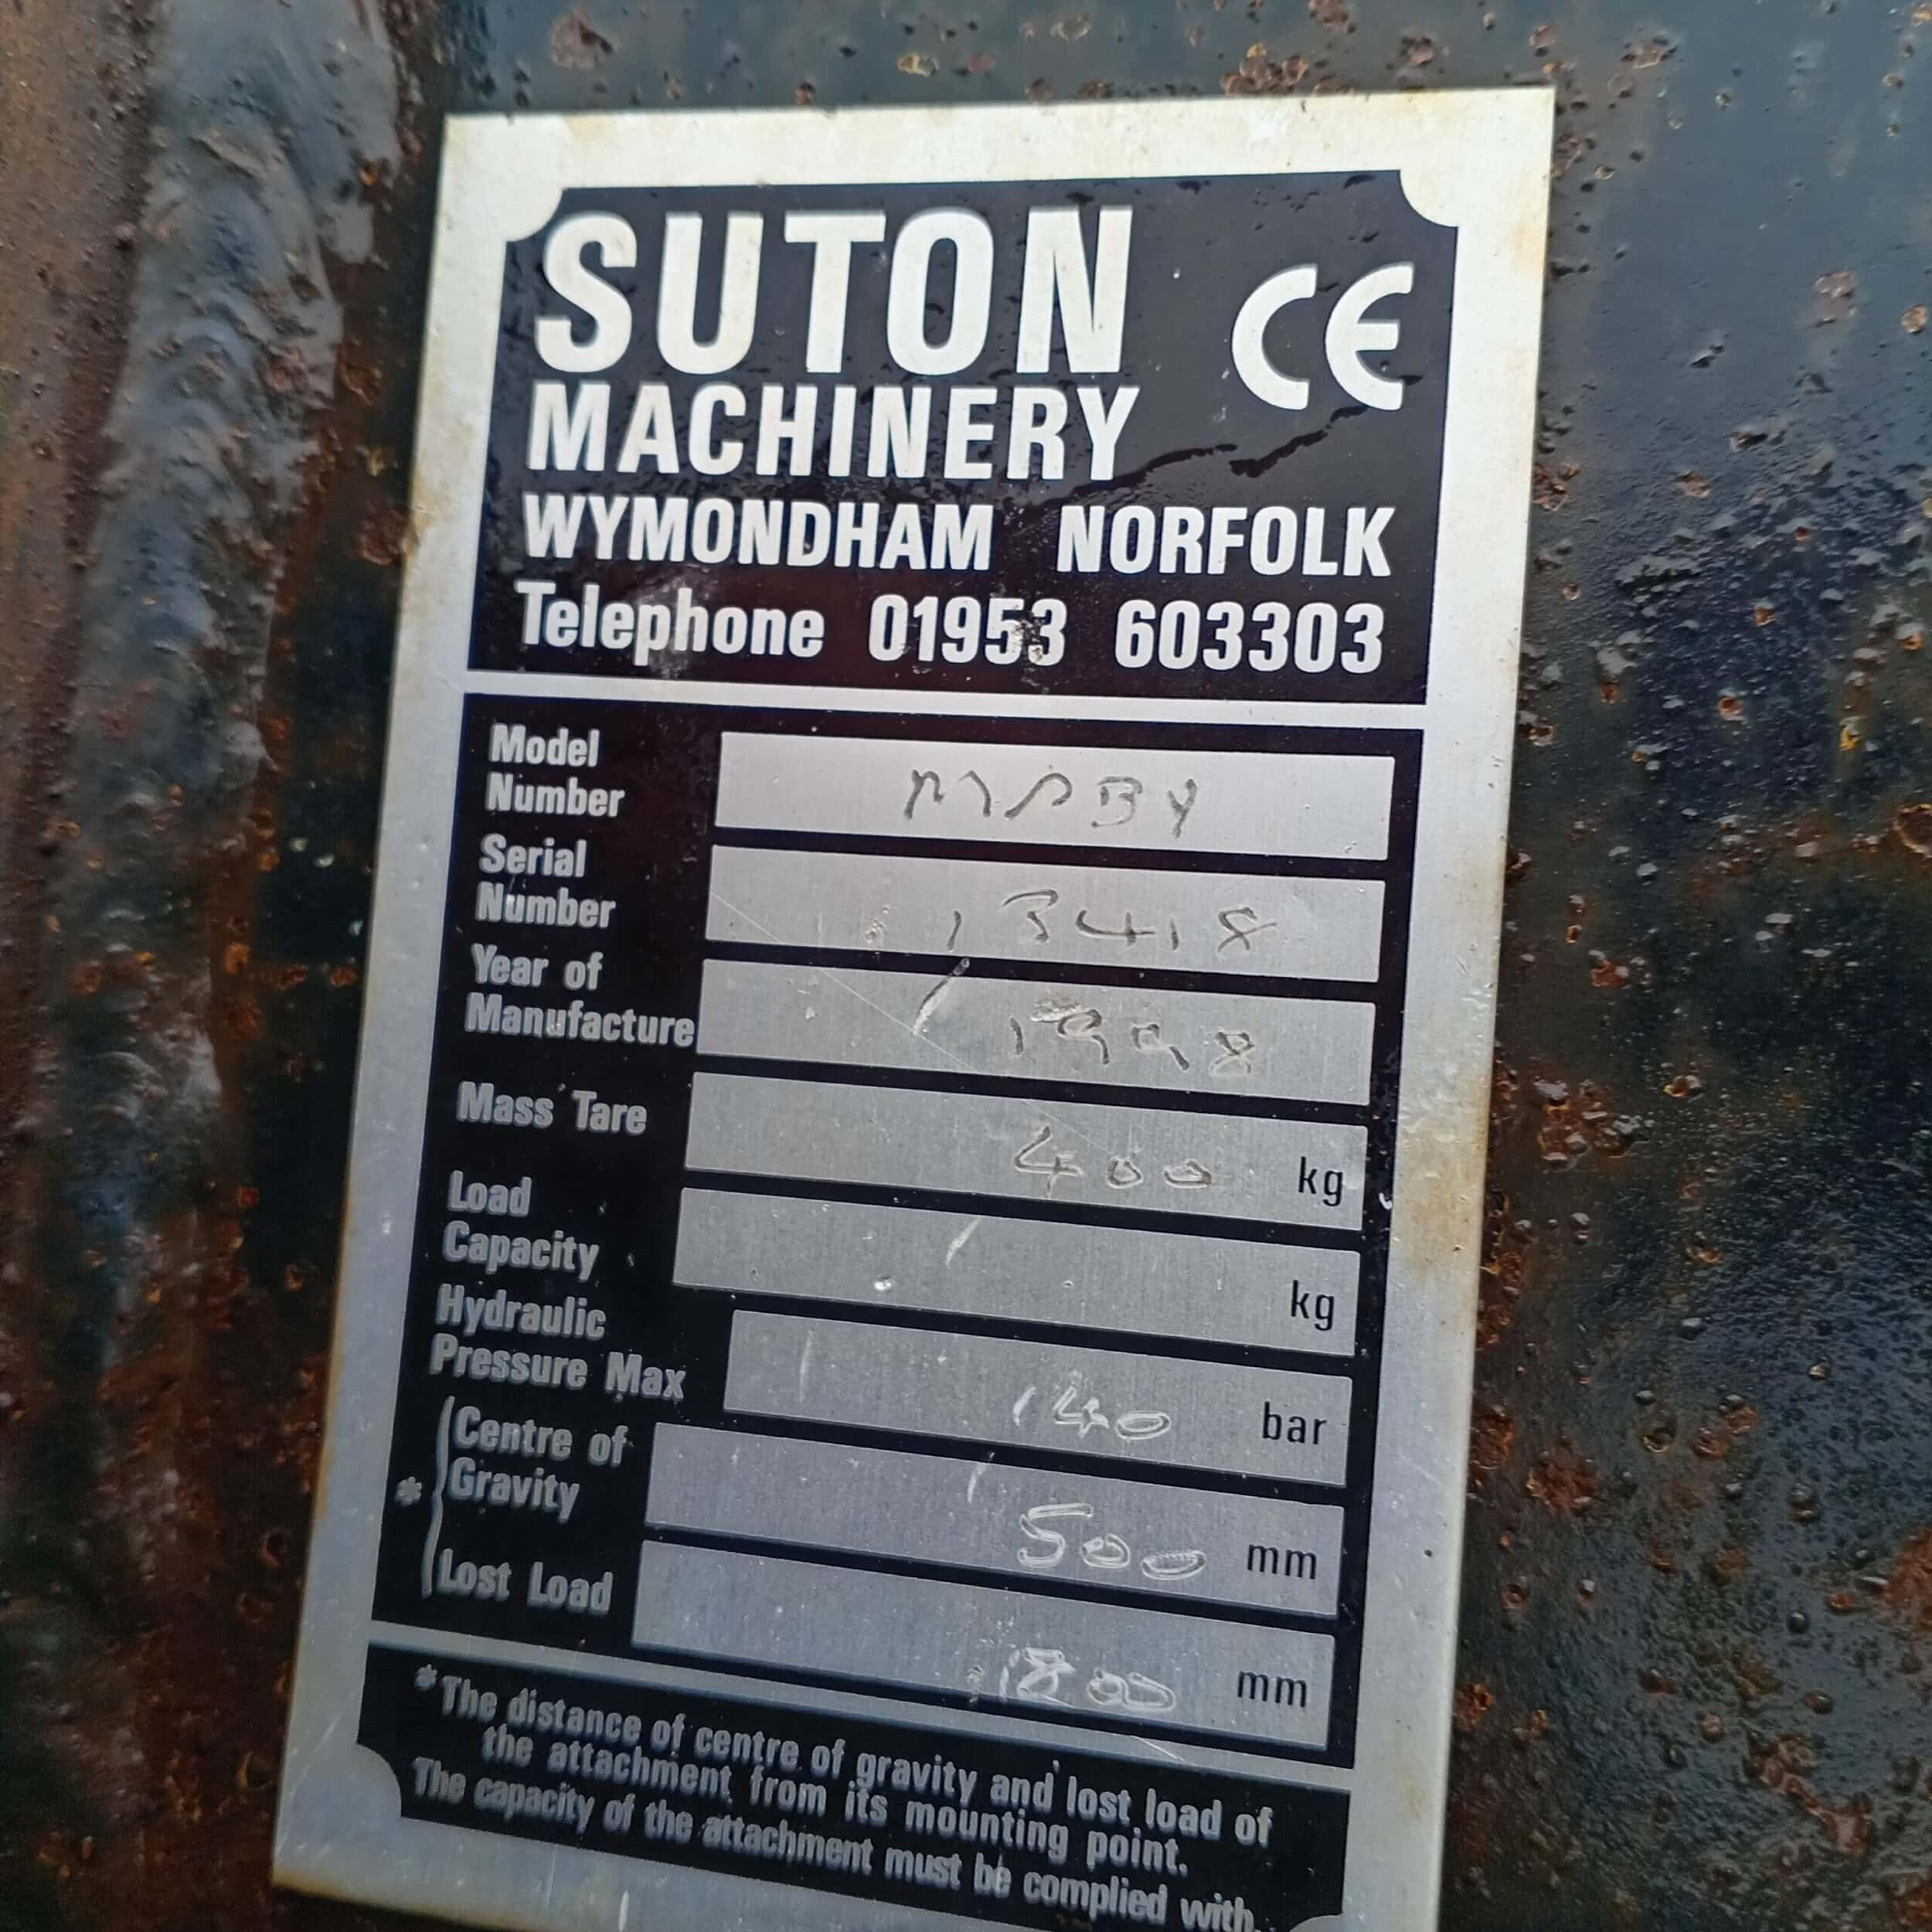 SUTON CE
MACHINERY
WYMONDHAM NORFOLK
Telephone 01953 603303
Model
Number
Serial
Number 13418
Year of
Manufacture 1998
Mass Tare 400 kg
Load
Capacity kg
Hydraulic
Pressure Max 140 bar
Centre of
* Gravity 500 mm
Lost Load 1800 mm
*The distance of centre of gravity and lost load of
the attachment from its mounting point.
The capacity of the attachment must be complied with.